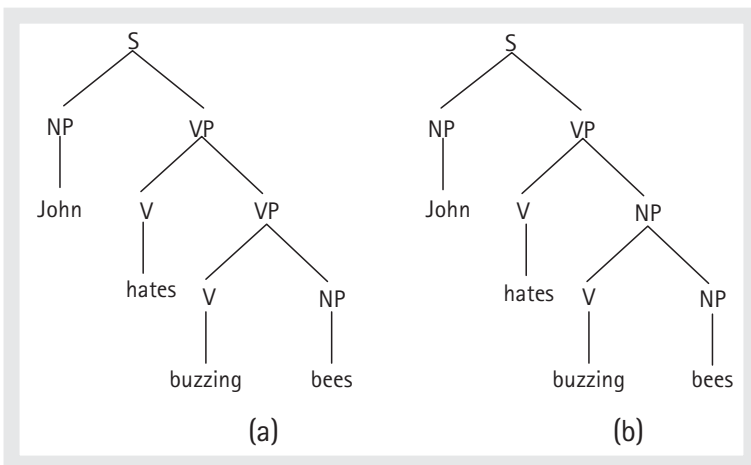 S S
NP VP NP VP
John V VP John V NP
hates V NP hates V NP
buzzing bees buzzing bees
(a) (b)